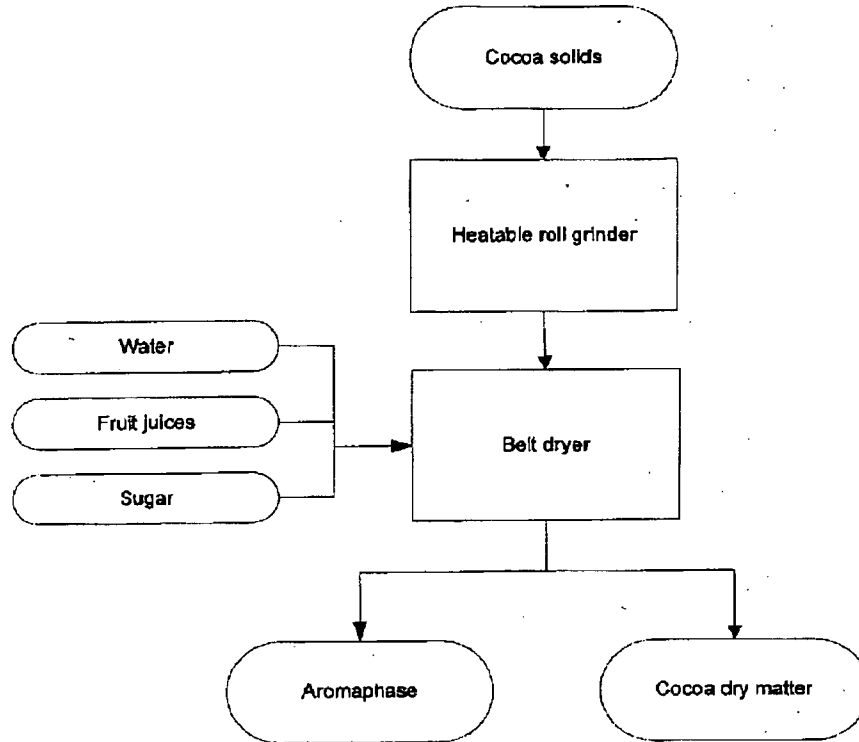 Cocoa solids
Heatable roll grinder
Water
Fruit juices
Sugar
Belt dryer
Aromaphase
Cocoa dry matter